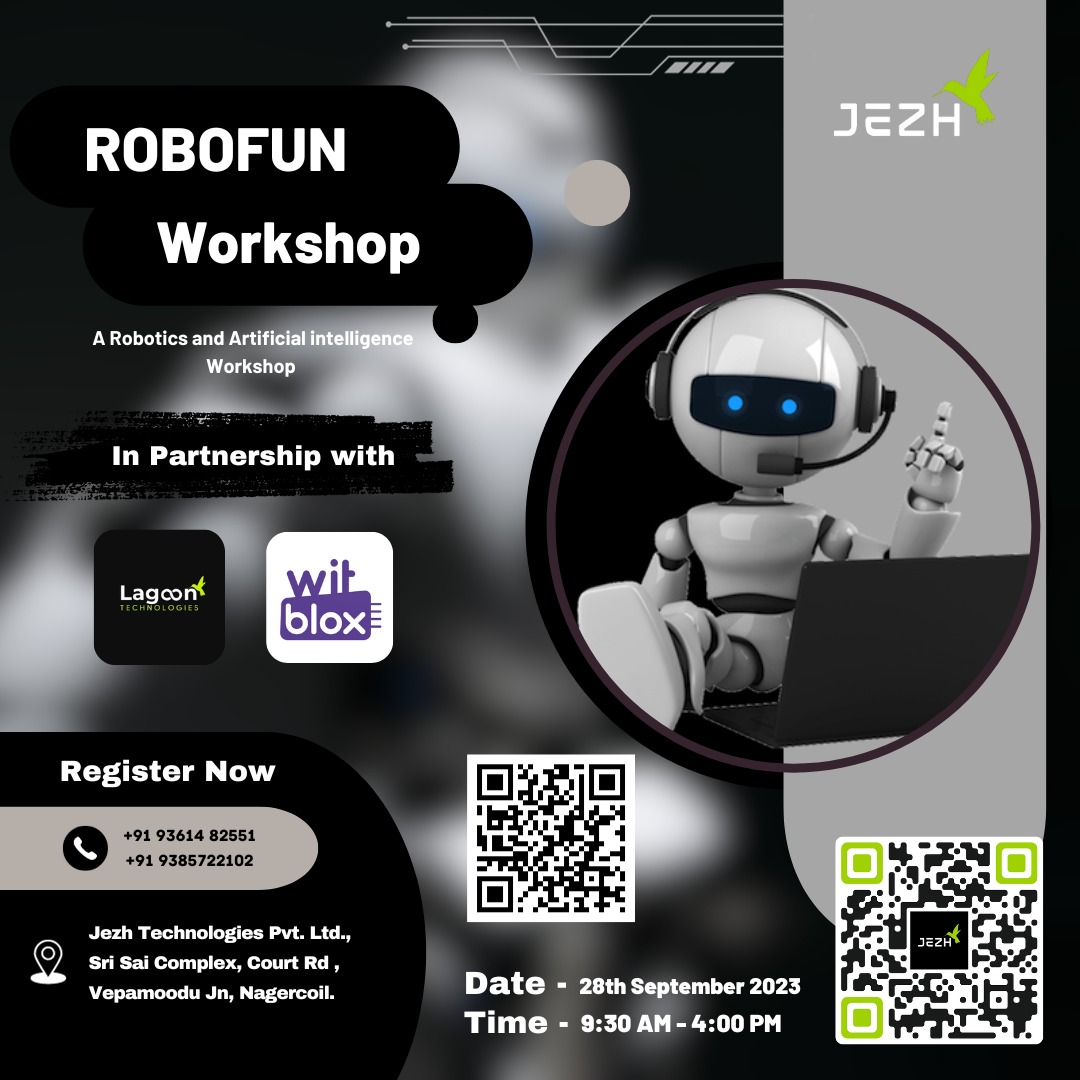 JEZH
ROBOFUN
Workshop
A Robotics and Artificial intelligence
Workshop
In Partnership with
Lagoon
TECHNOLOGIES
wit
blox
Register Now
+91 93614 82551
+91 9385722102
Jezh Technologies Pvt. Ltd.,
Sri Sai Complex, Court Rd ,
Vepamoodu Jn, Nagercoil.
JEZH
Date - 28th September 2023
Time - 9:30 AM - 4:00 PM